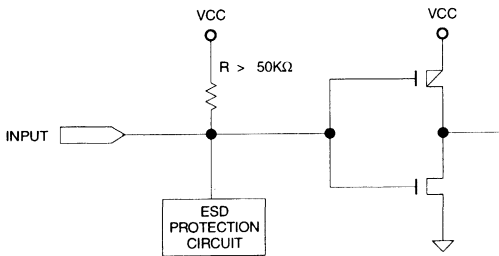 VCC
VCC
R > 50KΩ
INPUT
ESD
PROTECTION
CIRCUIT